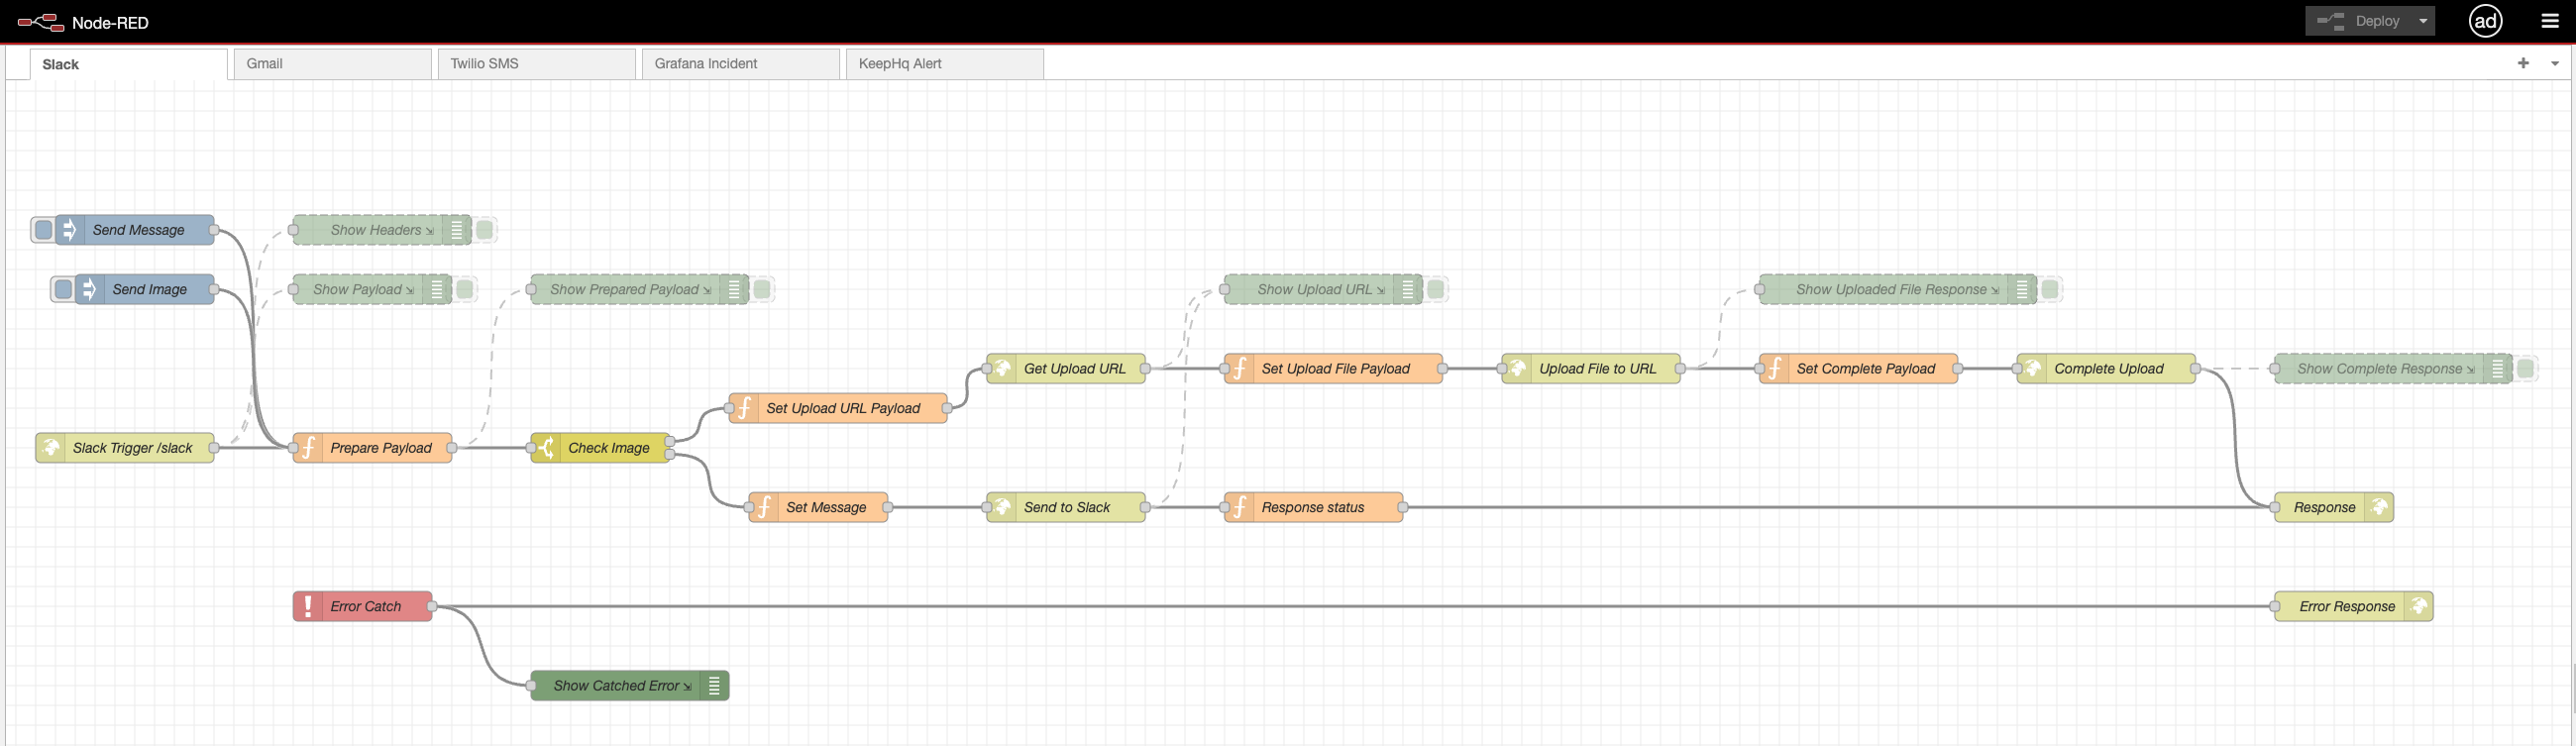 Node-RED
Deploy
ad
Slack
Gmail
Twilio SMS
Grafana Incident
KeepHq Alert
Send Message
Show Headers
Send Image
Show Payload
Show Prepared Payload
Show Upload URL
Show Uploaded File Response
Get Upload URL
Set Upload File Payload
Upload File to URL
Set Complete Payload
Complete Upload
Show Complete Response
Set Upload URL Payload
Slack Trigger /slack
Prepare Payload
Check Image
Set Message
Send to Slack
Response status
Response
Error Catch
Error Response
Show Catched Error